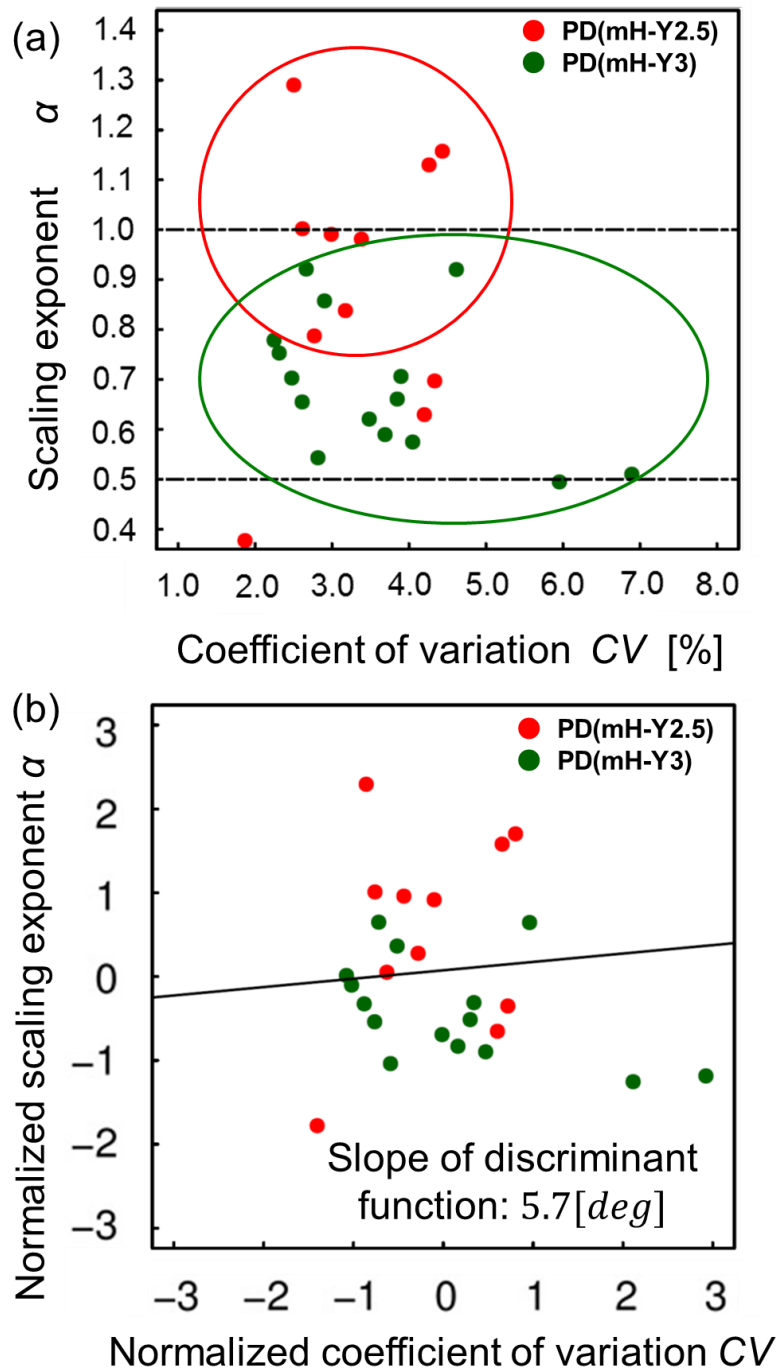 (a)
PD(mH-Y2.5)
PD(mH-Y3)
Scaling exponent α
1.4
1.3
1.2
1.1
1.0
0.9
0.8
0.7
0.6
0.5
0.4
1.0 2.0 3.0 4.0 5.0 6.0 7.0 8.0
Coefficient of variation CV [%]
(b)
PD(mH-Y2.5)
PD(mH-Y3)
Normalized scaling exponent α
3
2
1
0
−1
−2
−3
Slope of discriminant
function: 5.7[deg]
−3 −2 −1 0 1 2 3
Normalized coefficient of variation CV